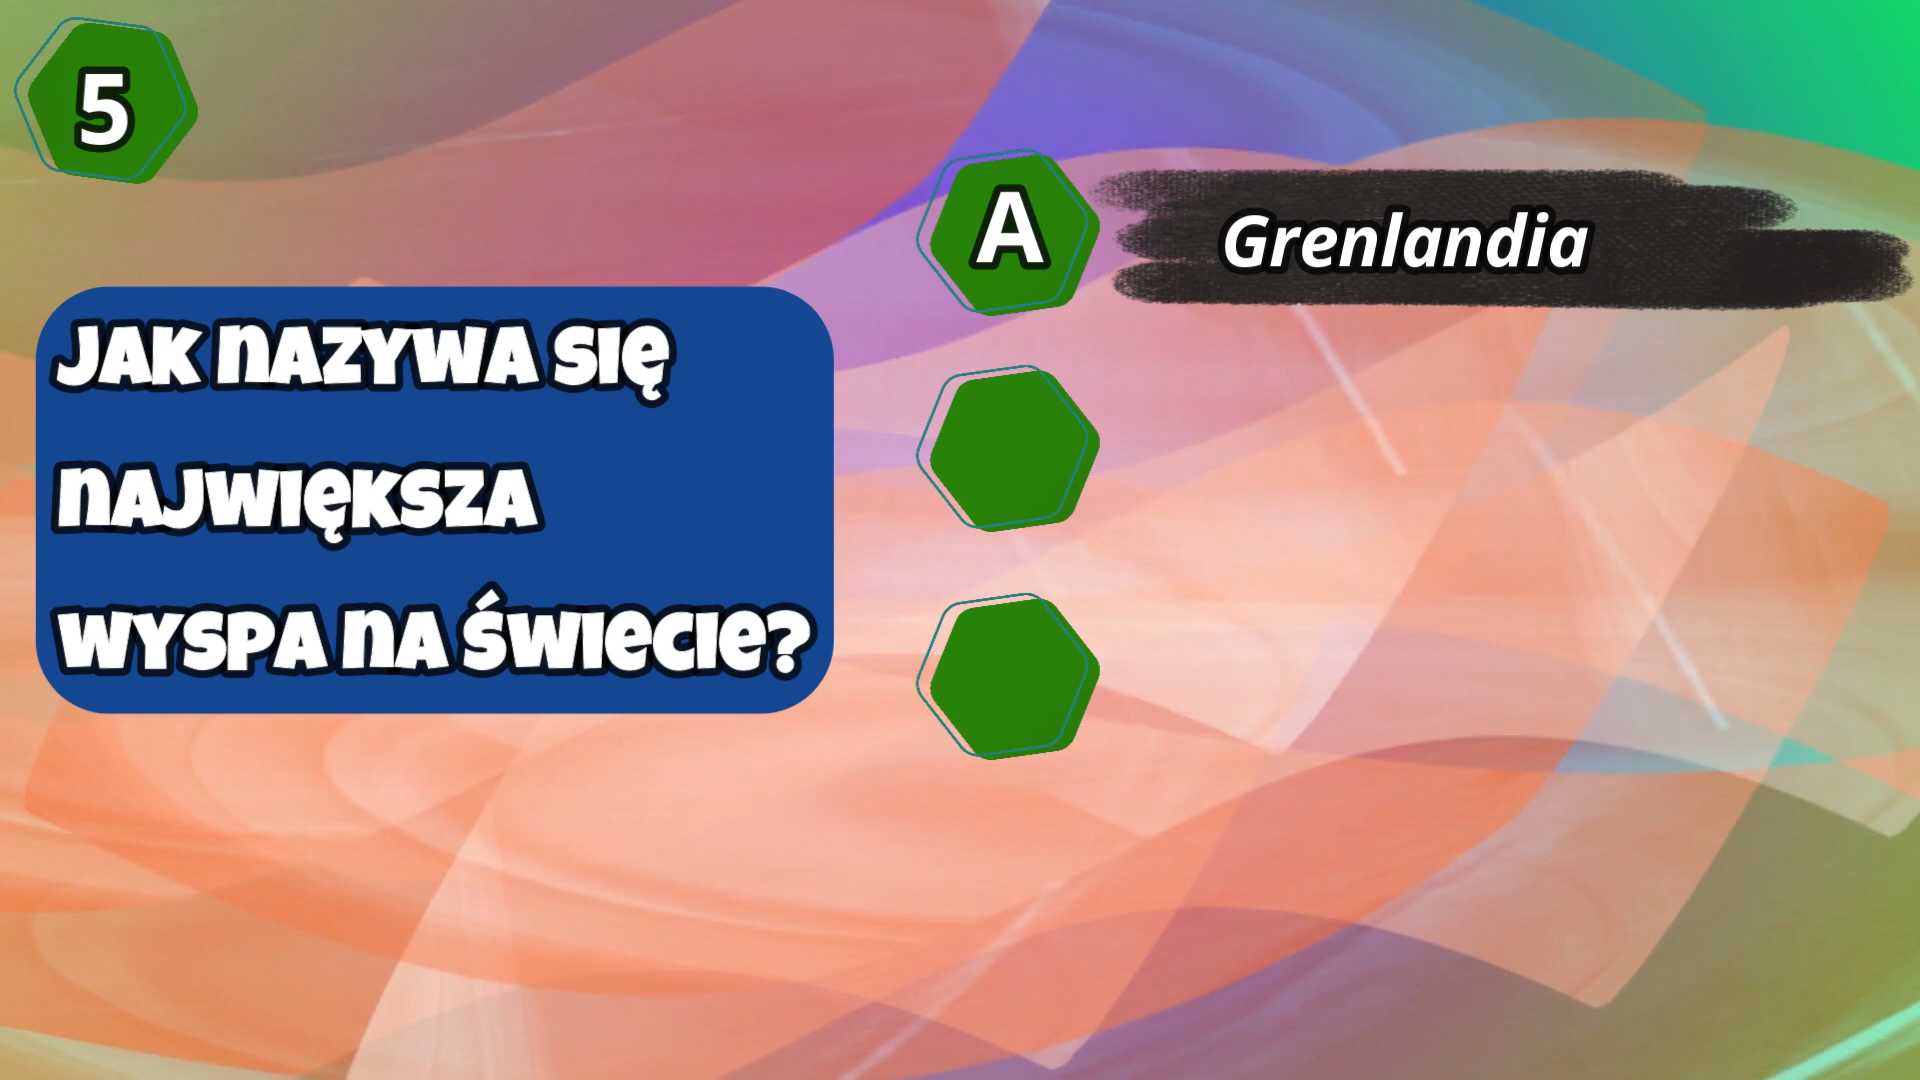 5
JAK NAZYWA SIĘ
NAJWIĘKSZA
WYSPA NA ŚWIECIE?
A
Grenlandia